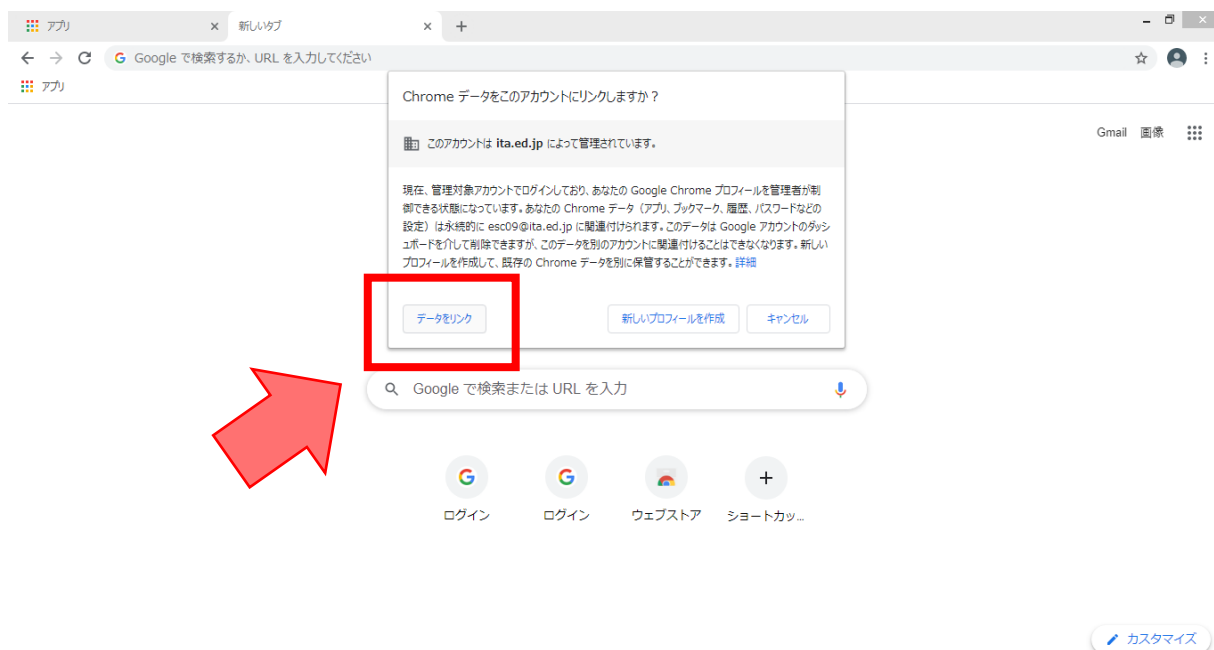 アプリ
新しいタブ
Google で検索するか、URL を入力してください
アプリ
Chrome データをこのアカウントにリンクしますか？
このアカウントは ita.ed.jp によって管理されています。
Gmail 画像
現在、管理対象アカウントでログインしており、あなたの Google Chrome プロフィールを管理者が制
御できる状態になっています。あなたの Chrome データ（アプリ、ブックマーク、履歴、パスワードなどの
設定）は永続的に esc09@ita.ed.jp に関連付けられます。このデータは Google アカウントのダッシ
ュボードを介して削除できますが、このデータを別のアカウントに関連付けることはできなくなります。新しい
プロフィールを作成して、既存の Chrome データを別に保管することができます。詳細
データをリンク
新しいプロフィールを作成
キャンセル
Google で検索または URL を入力
ログイン
ログイン
ウェブストア
ショートカッ...
カスタマイズ